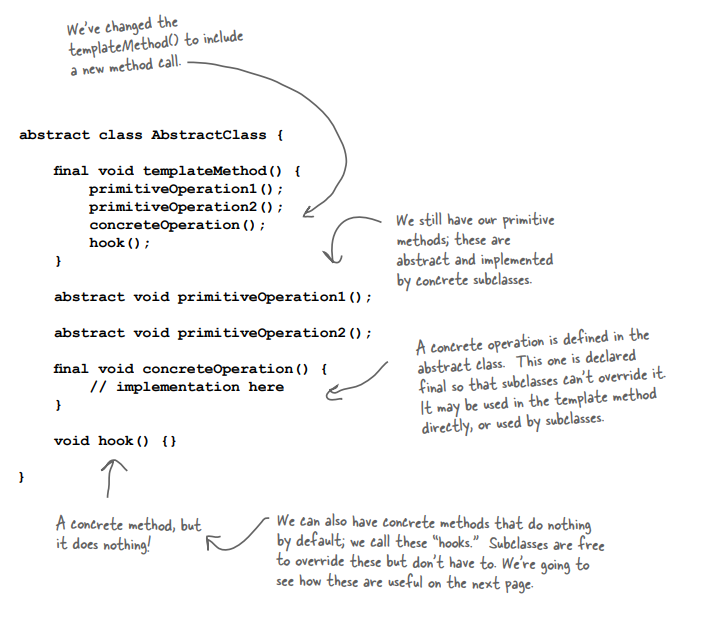 We've changed the
templateMethod() to include
a new method call.
abstract class AbstractClass {
final void templateMethod() {
primitiveOperation1();
primitiveOperation2();
concreteOperation();
hook();
}
We still have our primitive
methods; these are
abstract and implemented
by concrete subclasses.
abstract void primitiveOperation1();
abstract void primitiveOperation2();
final void concreteOperation() {
// implementation here
}
A concrete operation is defined in the
abstract class. This one is declared
final so that subclasses can't override it.
It may be used in the template method
directly, or used by subclasses.
void hook() {}
}
A concrete method, but
it does nothing!
We can also have concrete methods that do nothing
by default; we call these "hooks." Subclasses are free
to override these but don't have to. We're going to
see how these are useful on the next page.